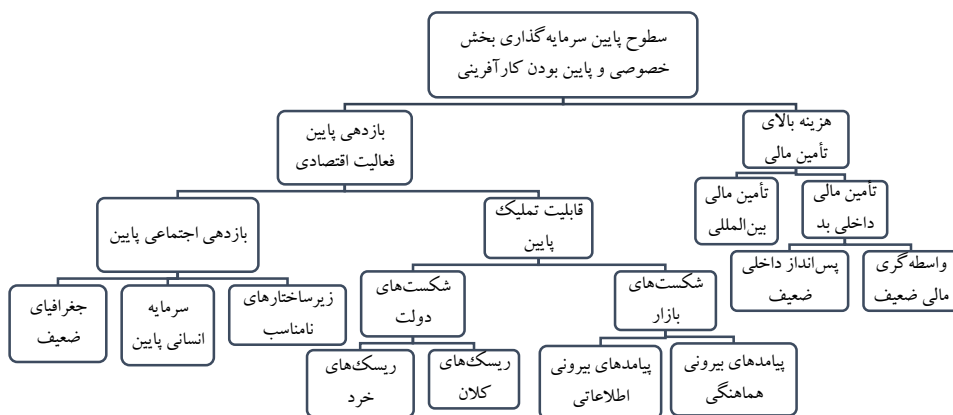 سطوح پایین سرمایه‌گذاری بخش
خصوصی و پایین بودن کارآفرینی
هزینه بالای
تأمین مالی
بازدهی پایین
فعالیت اقتصادی
تأمین مالی
داخلی بد
تأمین مالی
بین‌المللی
قابلیت تملیک
پایین
بازدهی اجتماعی پایین
واسطه‌گری
مالی ضعیف
پس‌انداز داخلی
ضعیف
شکست‌های
بازار
شکست‌های
دولت
زیرساختارهای
نامناسب
سرمایه
انسانی پایین
جغرافیای
ضعیف
پیامدهای بیرونی
هماهنگی
پیامدهای بیرونی
اطلاعاتی
ریسک‌های
کلان
ریسک‌های
خرد